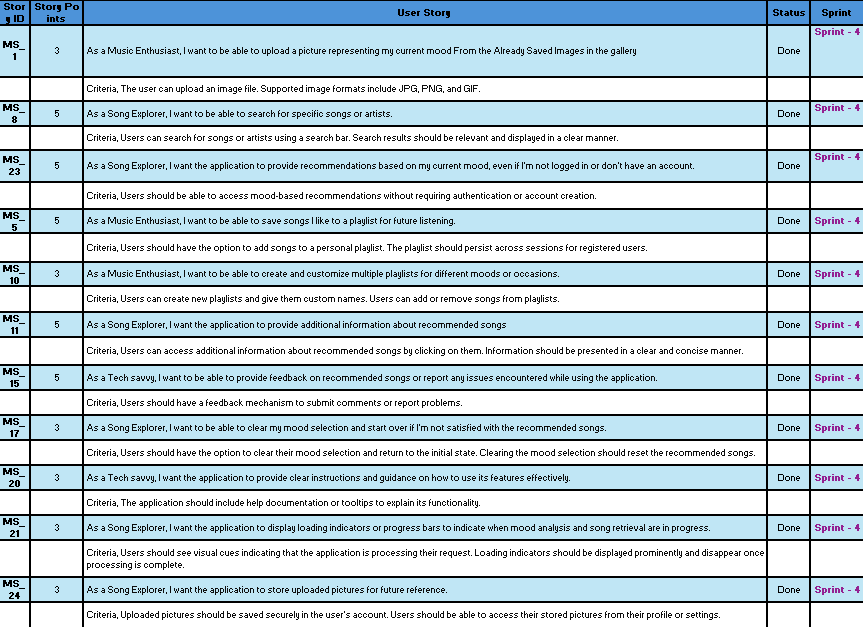 Story ID Story Points User Story Status Sprint
MS_1 3 As a Music Enthusiast, I want to be able to upload a picture representing my current mood From the Already Saved Images in the gallery Done Sprint - 4
Criteria, The user can upload an image file. Supported image formats include JPG, PNG, and GIF.
MS_8 5 As a Song Explorer, I want to be able to search for specific songs or artists. Done Sprint - 4
Criteria, Users can search for songs or artists using a search bar. Search results should be relevant and displayed in a clear manner.
MS_23 5 As a Song Explorer, I want the application to provide recommendations based on my current mood, even if I'm not logged in or don't have an account. Done Sprint - 4
Criteria, Users should be able to access mood-based recommendations without requiring authentication or account creation.
MS_5 5 As a Music Enthusiast, I want to be able to save songs I like to a playlist for future listening. Done Sprint - 4
Criteria, Users should have the option to add songs to a personal playlist. The playlist should persist across sessions for registered users.
MS_10 3 As a Music Enthusiast, I want to be able to create and customize multiple playlists for different moods or occasions. Done Sprint - 4
Criteria, Users can create new playlists and give them custom names. Users can add or remove songs from playlists.
MS_11 5 As a Song Explorer, I want the application to provide additional information about recommended songs Done Sprint - 4
Criteria, Users can access additional information about recommended songs by clicking on them. Information should be presented in a clear and concise manner.
MS_15 5 As a Tech savvy, I want to be able to provide feedback on recommended songs or report any issues encountered while using the application. Done Sprint - 4
Criteria, Users should have a feedback mechanism to submit comments or report problems.
MS_17 3 As a Song Explorer, I want to be able to clear my mood selection and start over if I'm not satisfied with the recommended songs. Done Sprint - 4
Criteria, Users should have the option to clear their mood selection and return to the initial state. Clearing the mood selection should reset the recommended songs.
MS_20 3 As a Tech savvy, I want the application to provide clear instructions and guidance on how to use its features effectively. Done Sprint - 4
Criteria, The application should include help documentation or tooltips to explain its functionality.
MS_21 3 As a Song Explorer, I want the application to display loading indicators or progress bars to indicate when mood analysis and song retrieval are in progress. Done Sprint - 4
Criteria, Users should see visual cues indicating that the application is processing their request. Loading indicators should be displayed prominently and disappear once
processing is complete.
MS_24 3 As a Song Explorer, I want the application to store uploaded pictures for future reference. Done Sprint - 4
Criteria, Uploaded pictures should be saved securely in the user's account. Users should be able to access their stored pictures from their profile or settings.